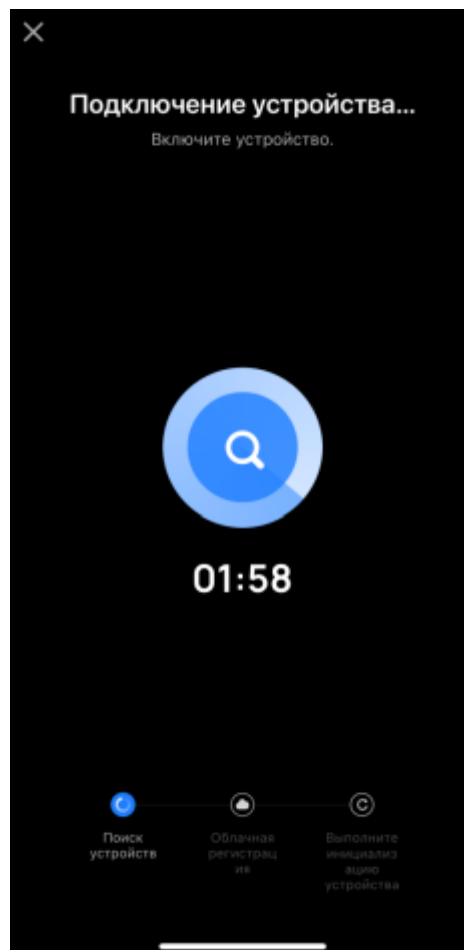 Подключение устройства...
Включите устройство.
01:58
Поиск
устройств
Облачная
регистрац
ия
Выполните
инициализ
ацию
устройства